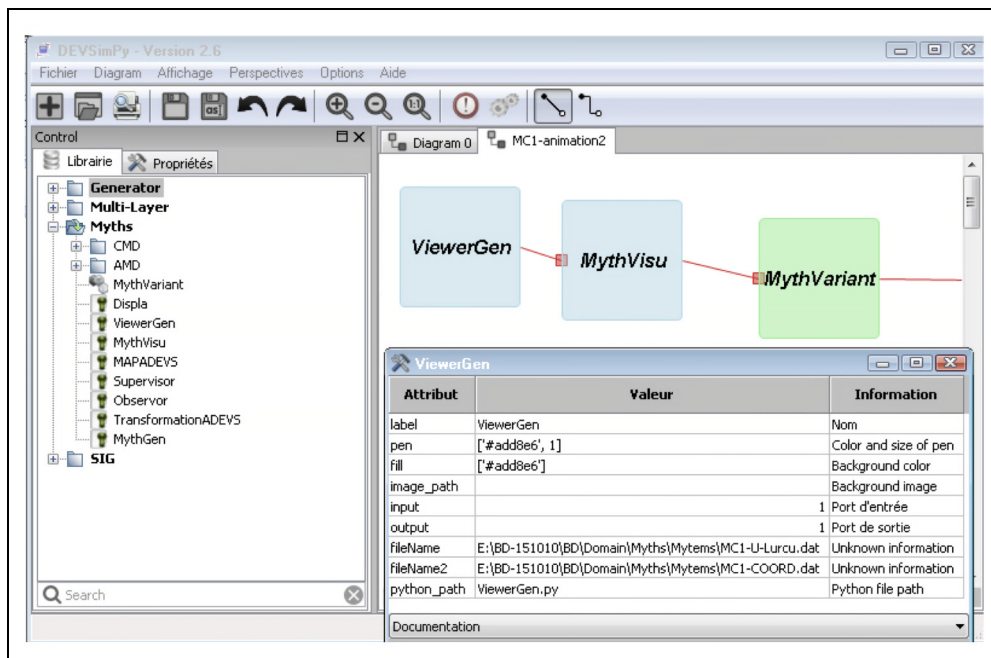 DEVSimPy - Version 2.6
Fichier Diagram Affichage Perspectives Options Aide
Control
Librairie Propriétés
Generator
Multi-Layer
Myths
CMD
AMD
MythVariant
Displa
ViewerGen
MythVisu
MAPADEVS
Supervisor
Observor
TransformationADEVS
MythGen
SIG
Search
Diagram 0 MC1-animation2
ViewerGen MythVisu MythVariant
ViewerGen
Attribut Valeur Information
label ViewerGen Nom
pen ['#add8e6', 1] Color and size of pen
fill ['#add8e6'] Background color
image_path Background image
input 1 Port d'entrée
output 1 Port de sortie
fileName E:\BD-151010\BD\Domain\Myths\Mytems\MC1-U-Lurcu.dat Unknown information
fileName2 E:\BD-151010\BD\Domain\Myths\Mytems\MC1-COORD.dat Unknown information
python_path ViewerGen.py Python file path
Documentation